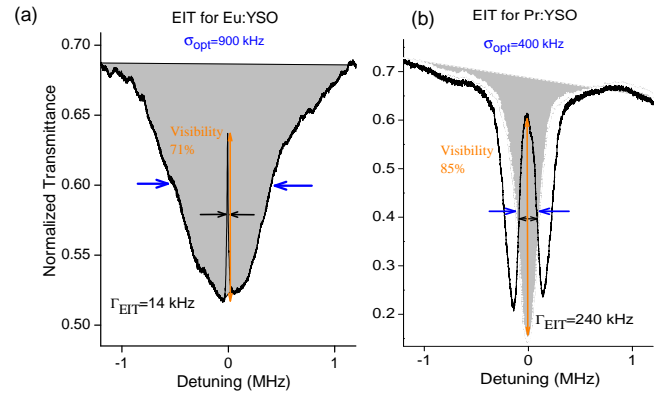 (a)
EIT for Eu:YSO
σopt=900 kHz
0.70
0.65
0.60
0.55
0.50
Normalized Transmittance
Visibility
71%
ΓEIT=14 kHz
-1
0
1
Detuning (MHz)
(b)
EIT for Pr:YSO
σopt=400 kHz
0.7
0.6
0.5
0.4
0.3
0.2
Visibility
85%
ΓEIT=240 kHz
-1
0
1
Detuning (MHz)